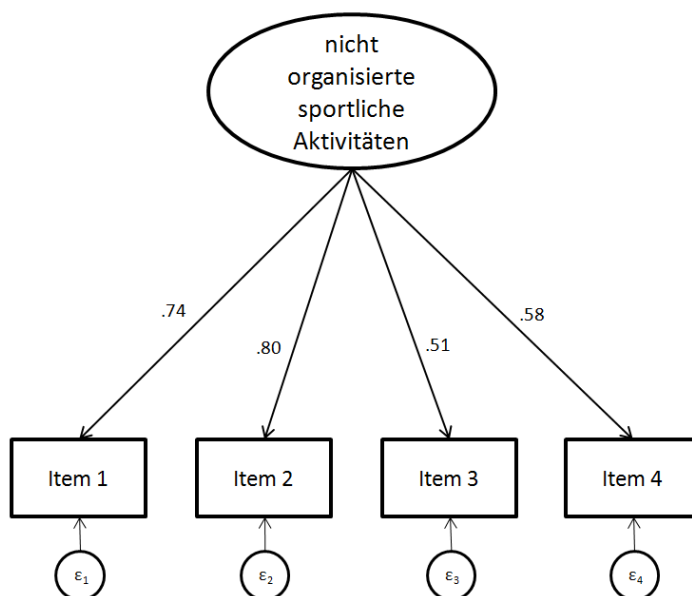 nicht
organisierte
sportliche
Aktivitäten
.74
.80
.51
.58
Item 1
Item 2
Item 3
Item 4
ε₁
ε₂
ε₃
ε₄